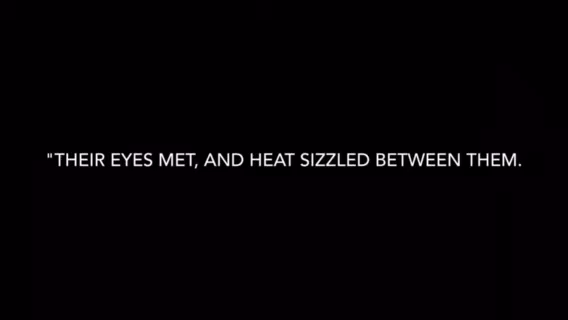 "THEIR EYES MET, AND HEAT SIZZLED BETWEEN THEM.